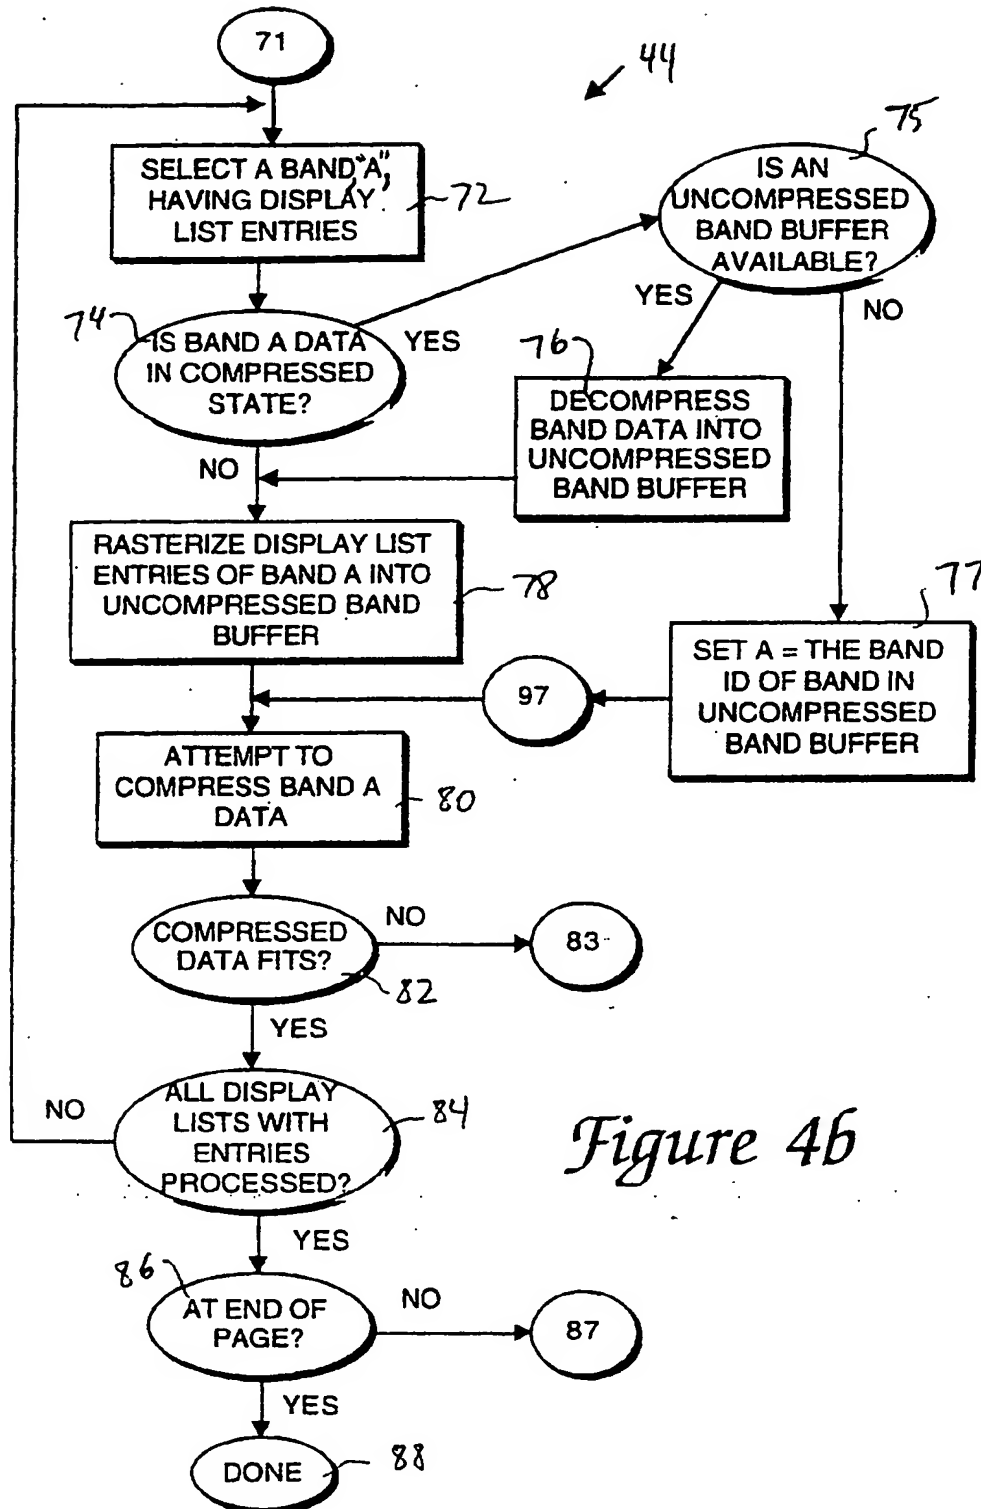 71
44
SELECT A BAND,"A",
HAVING DISPLAY
LIST ENTRIES
72
75
IS AN
UNCOMPRESSED
BAND BUFFER
AVAILABLE?
YES
NO
74
IS BAND A DATA
IN COMPRESSED
STATE?
YES
NO
76
DECOMPRESS
BAND DATA INTO
UNCOMPRESSED
BAND BUFFER
RASTERIZE DISPLAY LIST
ENTRIES OF BAND A INTO
UNCOMPRESSED BAND
BUFFER
78
77
SET A = THE BAND
ID OF BAND IN
UNCOMPRESSED
BAND BUFFER
97
ATTEMPT TO
COMPRESS BAND A
DATA
80
COMPRESSED
DATA FITS?
82
NO
83
YES
ALL DISPLAY
LISTS WITH
ENTRIES
PROCESSED?
84
NO
YES
Figure 4b
86
AT END OF
PAGE?
NO
87
YES
DONE
88